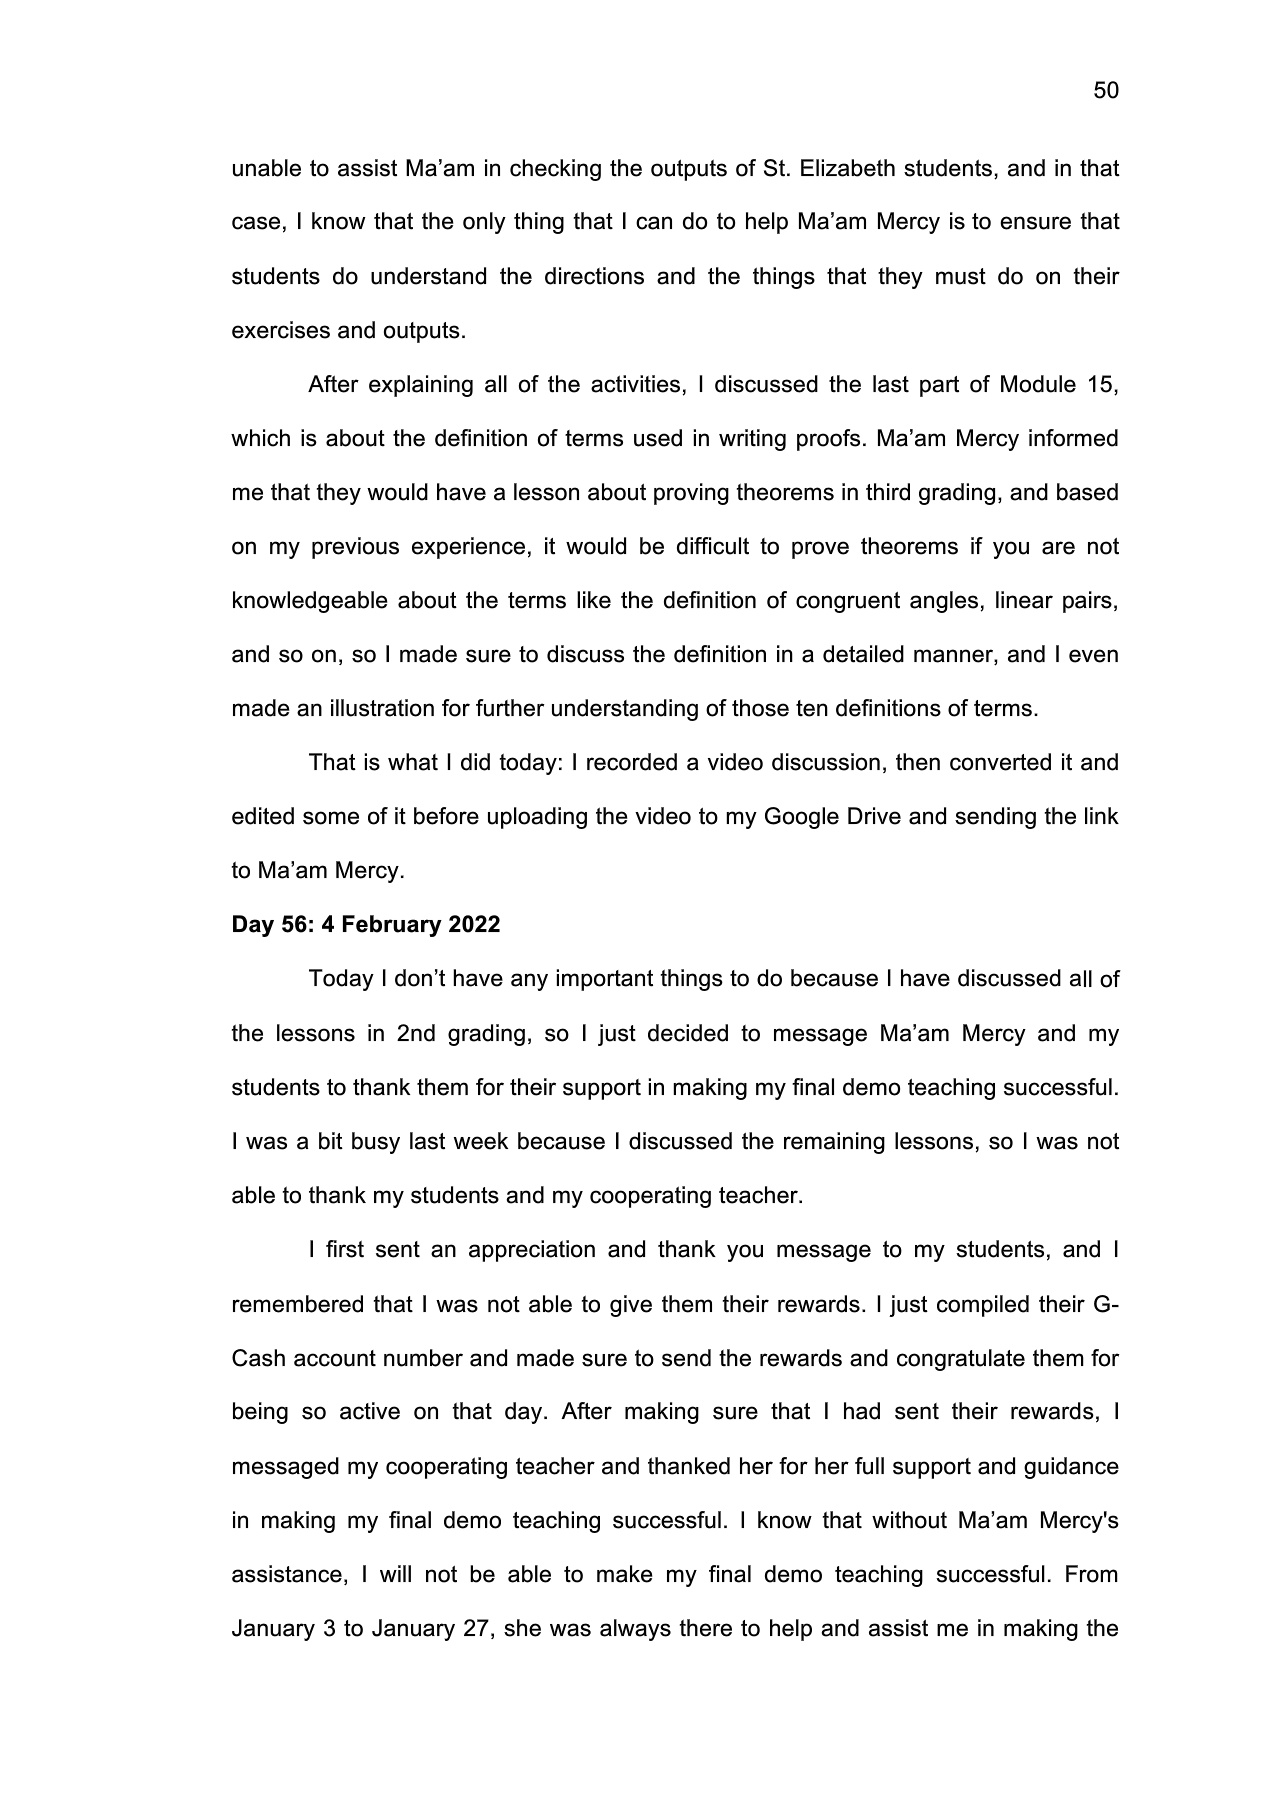 50
unable to assist Ma’am in checking the outputs of St. Elizabeth students, and in that
case, I know that the only thing that I can do to help Ma’am Mercy is to ensure that
students do understand the directions and the things that they must do on their
exercises and outputs.
After explaining all of the activities, I discussed the last part of Module 15,
which is about the definition of terms used in writing proofs. Ma’am Mercy informed
me that they would have a lesson about proving theorems in third grading, and based
on my previous experience, it would be difficult to prove theorems if you are not
knowledgeable about the terms like the definition of congruent angles, linear pairs,
and so on, so I made sure to discuss the definition in a detailed manner, and I even
made an illustration for further understanding of those ten definitions of terms.
That is what I did today: I recorded a video discussion, then converted it and
edited some of it before uploading the video to my Google Drive and sending the link
to Ma’am Mercy.
Day 56: 4 February 2022
Today I don’t have any important things to do because I have discussed all of
the lessons in 2nd grading, so I just decided to message Ma’am Mercy and my
students to thank them for their support in making my final demo teaching successful.
I was a bit busy last week because I discussed the remaining lessons, so I was not
able to thank my students and my cooperating teacher.
I first sent an appreciation and thank you message to my students, and I
remembered that I was not able to give them their rewards. I just compiled their G-
Cash account number and made sure to send the rewards and congratulate them for
being so active on that day. After making sure that I had sent their rewards, I
messaged my cooperating teacher and thanked her for her full support and guidance
in making my final demo teaching successful. I know that without Ma’am Mercy's
assistance, I will not be able to make my final demo teaching successful. From
January 3 to January 27, she was always there to help and assist me in making the